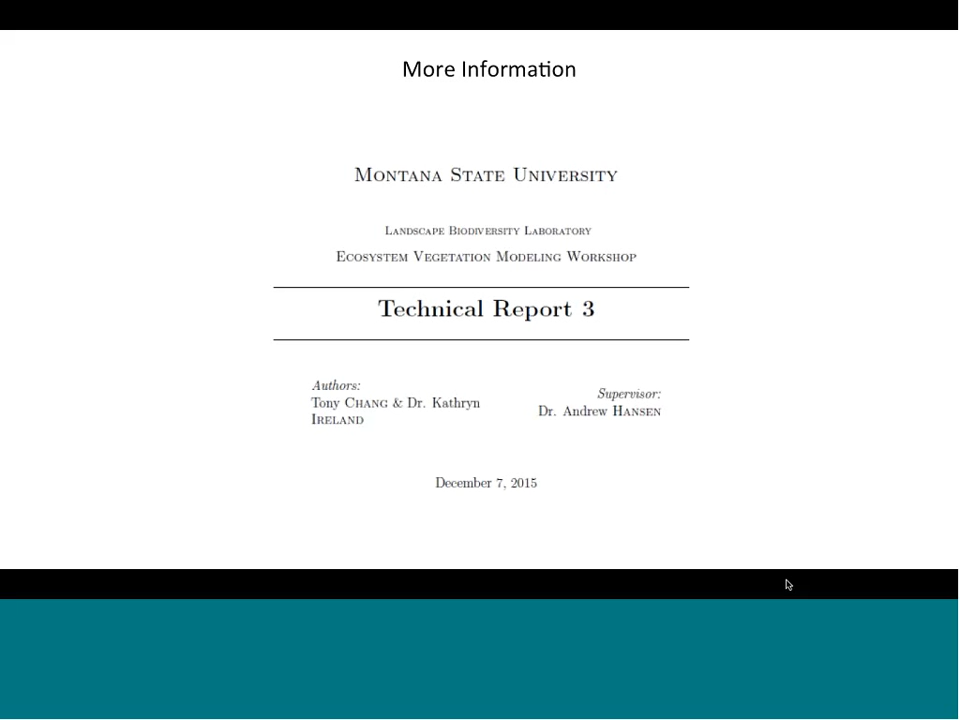 More Information
MONTANA STATE UNIVERSITY
LANDSCAPE BIODIVERSITY LABORATORY
ECOSYSTEM VEGETATION MODELING WORKSHOP
Technical Report 3
Authors:
Tony CHANG & Dr. Kathryn
IRELAND
Supervisor:
Dr. Andrew HANSEN
December 7, 2015